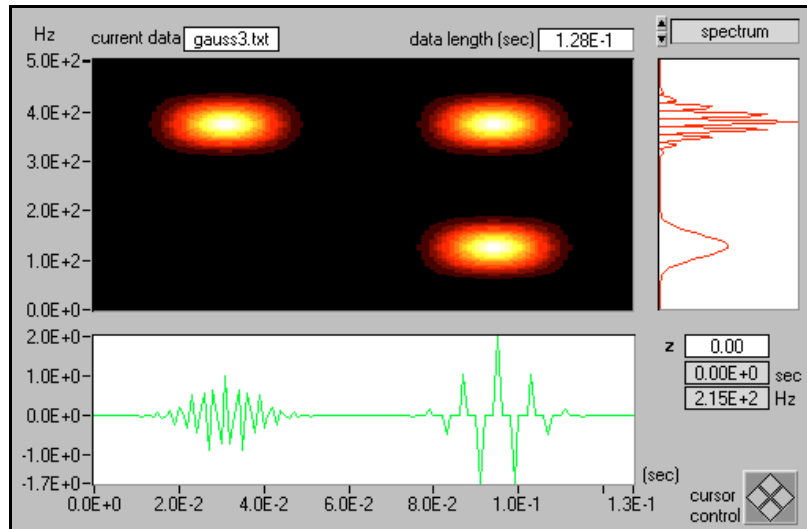 Hz current data gauss3.txt data length (sec) 1.28E-1 spectrum
5.0E+2
4.0E+2
3.0E+2
2.0E+2
1.0E+2
0.0E+0
2.0E+0
1.0E+0
0.0E+0
-1.0E+0
-1.7E+0
0.0E+0 2.0E-2 4.0E-2 6.0E-2 8.0E-2 1.0E-1 1.3E-1
(sec)
z 0.00
0.00E+0 sec
2.15E+2 Hz
cursor
control